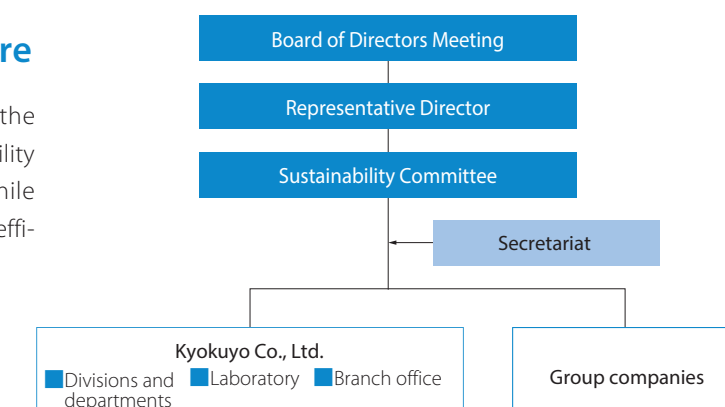 re
the
ility
hile
effi-
Board of Directors Meeting
Representative Director
Sustainability Committee
Secretariat
Kyokuyo Co., Ltd.
Divisions and departments
Laboratory
Branch office
Group companies